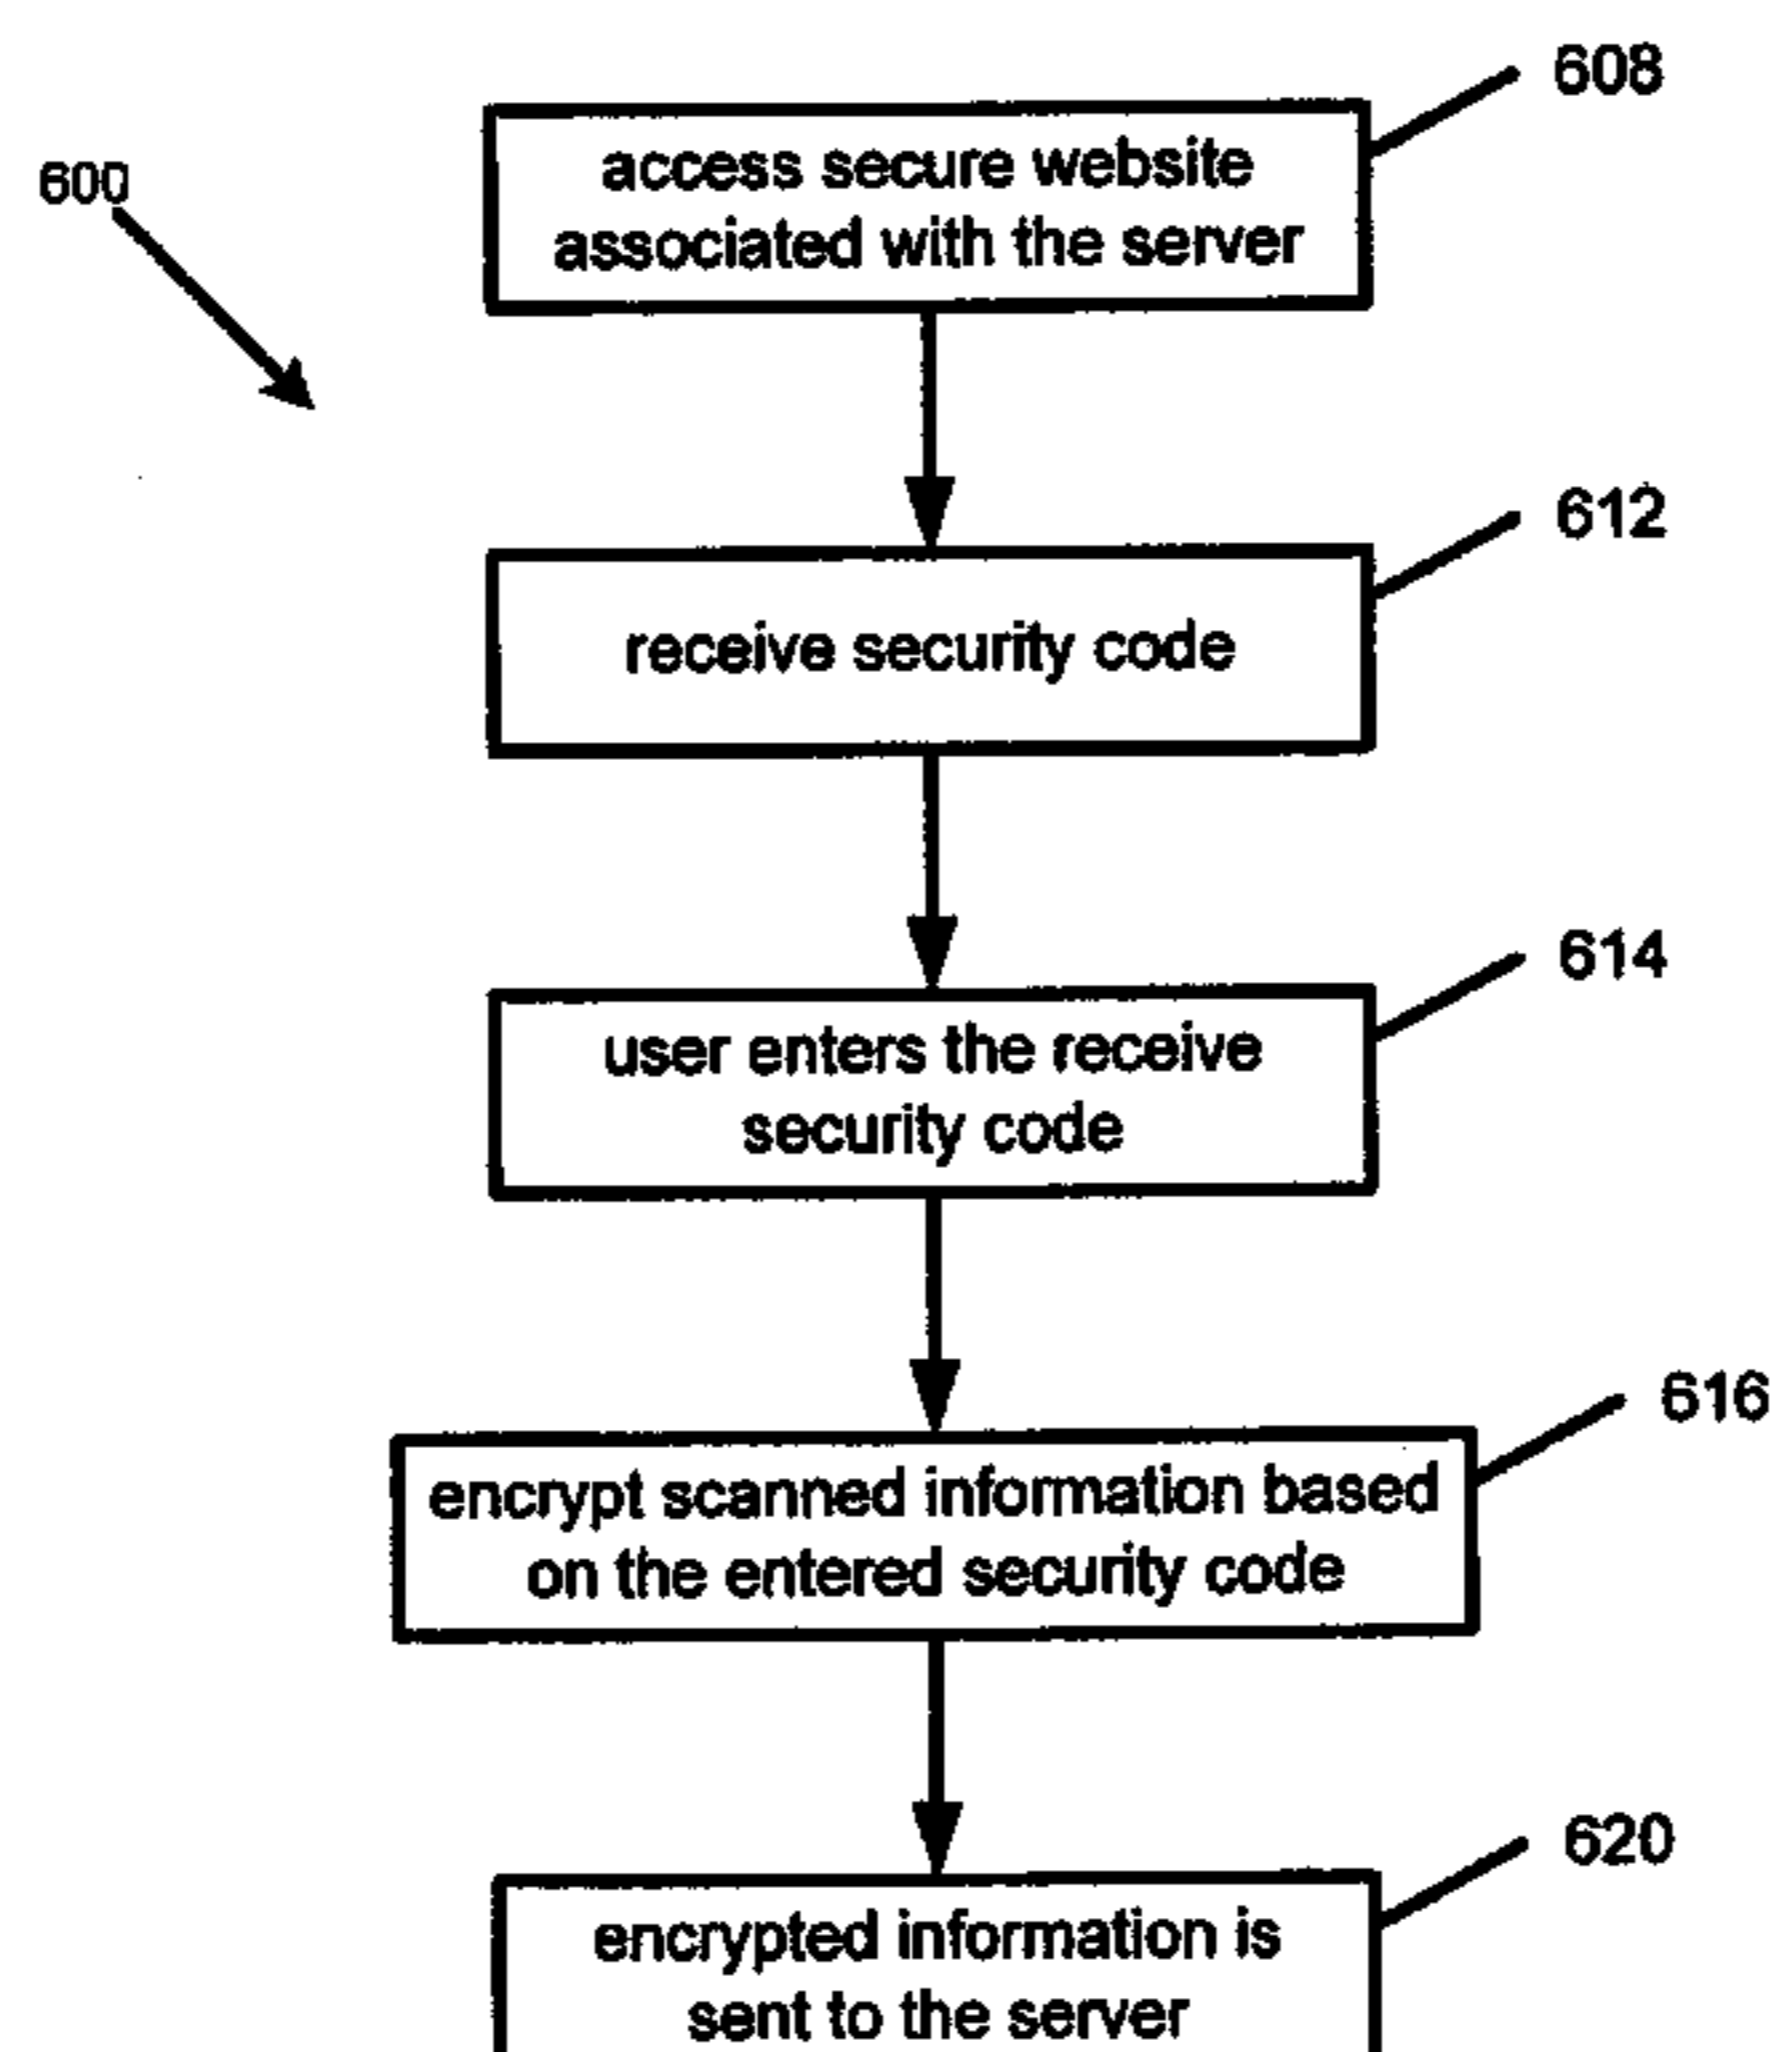 608
600
access secure website
associated with the server
612
receive security code
614
user enters the receive
security code
616
encrypt scanned information based
on the entered security code
620
encrypted information is
sent to the server